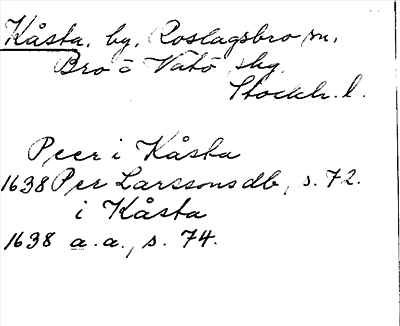 Kåsta, by, Roslagsbro sn,
Bro o Vätö skg,
Stockh. l.
Peer i Kåsta
1638 Per Larssons db, s. 72.
i Kåsta
1638 a.a., s. 74.